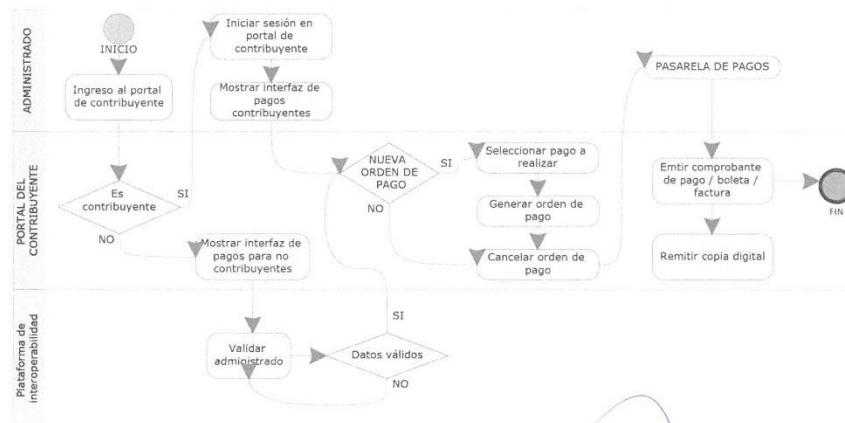 ADMINISTRADO
INICIO
Ingreso al portal
de contribuyente
Iniciar sesión en
portal de
contribuyente
Mostrar interfaz de
pagos
contribuyentes
PASARELA DE PAGOS
PORTAL DEL
CONTRIBUYENTE
Es
contribuyente
SI
NO
Mostrar interfaz de
pagos para no
contribuyentes
NUEVA
ORDEN DE
PAGO
SI
NO
Seleccionar pago a
realizar
Generar orden de
pago
Cancelar orden de
pago
Emtir comprobante
de pago / boleta /
factura
FIN
Remitir copia digital
Plataforma de
interoperabilidad
Validar
administrado
Datos válidos
SI
NO